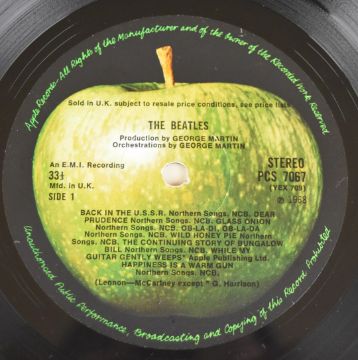 Apple Records-All Rights of the Manufacturer and of the Owner of the Recorded Work Reserved
Sold in U.K. subject to resale price conditions, see price lists
THE BEATLES
Production by GEORGE MARTIN
Orchestrations by GEORGE MARTIN
An E.M.I. Recording
33⅓
Mfd. in U.K.
SIDE 1
STEREO
PCS 7067
(YEX 709)
℗ 1968
BACK IN THE U.S.S.R. Northern Songs. NCB. DEAR
PRUDENCE Northern Songs. NCB. GLASS ONION
Northern Songs. NCB. OB-LA-DI, OB-LA-DA
Northern Songs. NCB. WILD HONEY PIE Northern
Songs. NCB. THE CONTINUING STORY OF BUNGALOW
BILL Northern Songs. NCB. WHILE MY
GUITAR GENTLY WEEPS* Apple Publishing Ltd.
HAPPINESS IS A WARM GUN
Northern Songs. NCB.
(Lennon—McCartney except * G. Harrison)
Unauthorised Public Performance, Broadcasting and Copying of this Record Prohibited